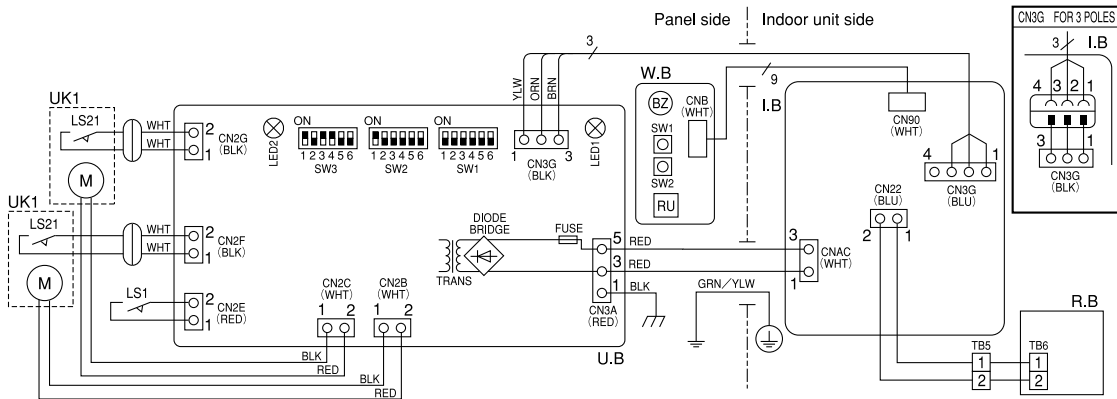 Panel side
Indoor unit side
CN3G FOR 3 POLES
3
I.B
4 3 2 1
3 1
CN3G
(BLK)
3
YLW
ORN
BRN
9
W.B
I.B
BZ
CNB
(WHT)
SW1
SW2
RU
CN90
(WHT)
4 1
CN3G
(BLU)
CN22
(BLU)
2 1
UK1
LS21
M
WHT
WHT
2
1
CN2G
(BLK)
UK1
LS21
M
WHT
WHT
2
1
CN2F
(BLK)
LS1
2
1
CN2E
(RED)
LED2
ON
1 2 3 4 5 6
SW3
ON
1 2 3 4 5 6
SW2
ON
1 2 3 4 5 6
SW1
1 3
CN3G
(BLK)
LED1
TRANS
DIODE
BRIDGE
FUSE
5
3
1
CN3A
(RED)
RED
RED
BLK
3
1
CNAC
(WHT)
GRN/YLW
CN2C
(WHT)
1 2
CN2B
(WHT)
1 2
BLK
RED
BLK
RED
U.B
R.B
TB5
1
2
TB6
1
2